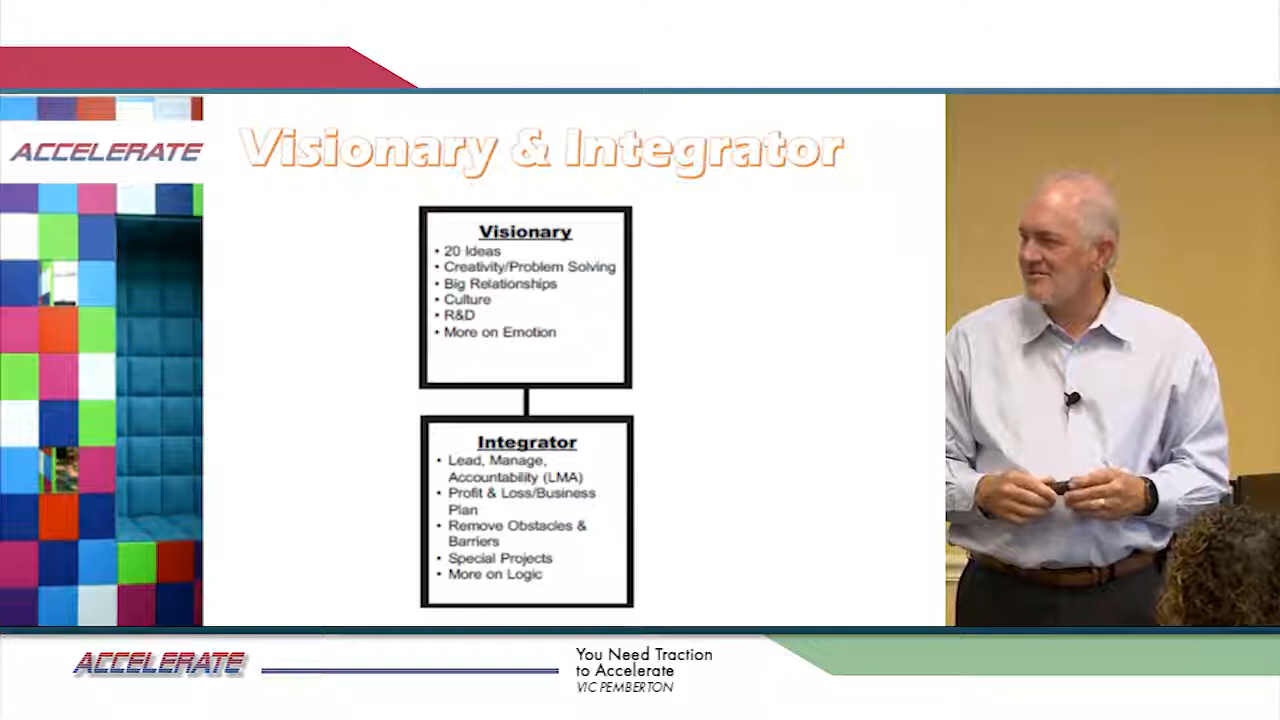 ACCELERATE
Visionary & Integrator
Visionary
• 20 Ideas
• Creativity/Problem Solving
• Big Relationships
• Culture
• R&D
• More on Emotion
Integrator
• Lead, Manage,
Accountability (LMA)
• Profit & Loss/Business
Plan
• Remove Obstacles &
Barriers
• Special Projects
• More on Logic
ACCELERATE
You Need Traction
to Accelerate
VIC PEMBERTON